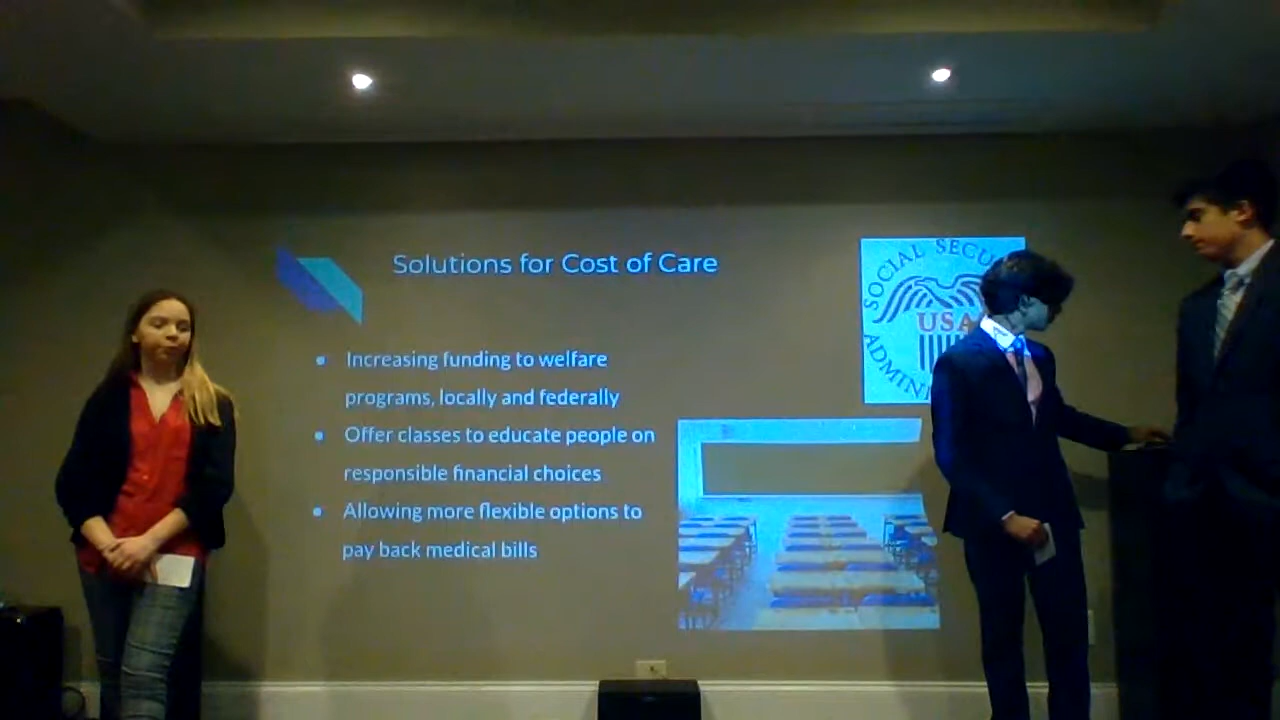 Solutions for Cost of Care
SOCIAL SECU
USA
ADMINI
● Increasing funding to welfare
programs, locally and federally
● Offer classes to educate people on
responsible financial choices
● Allowing more flexible options to
pay back medical bills